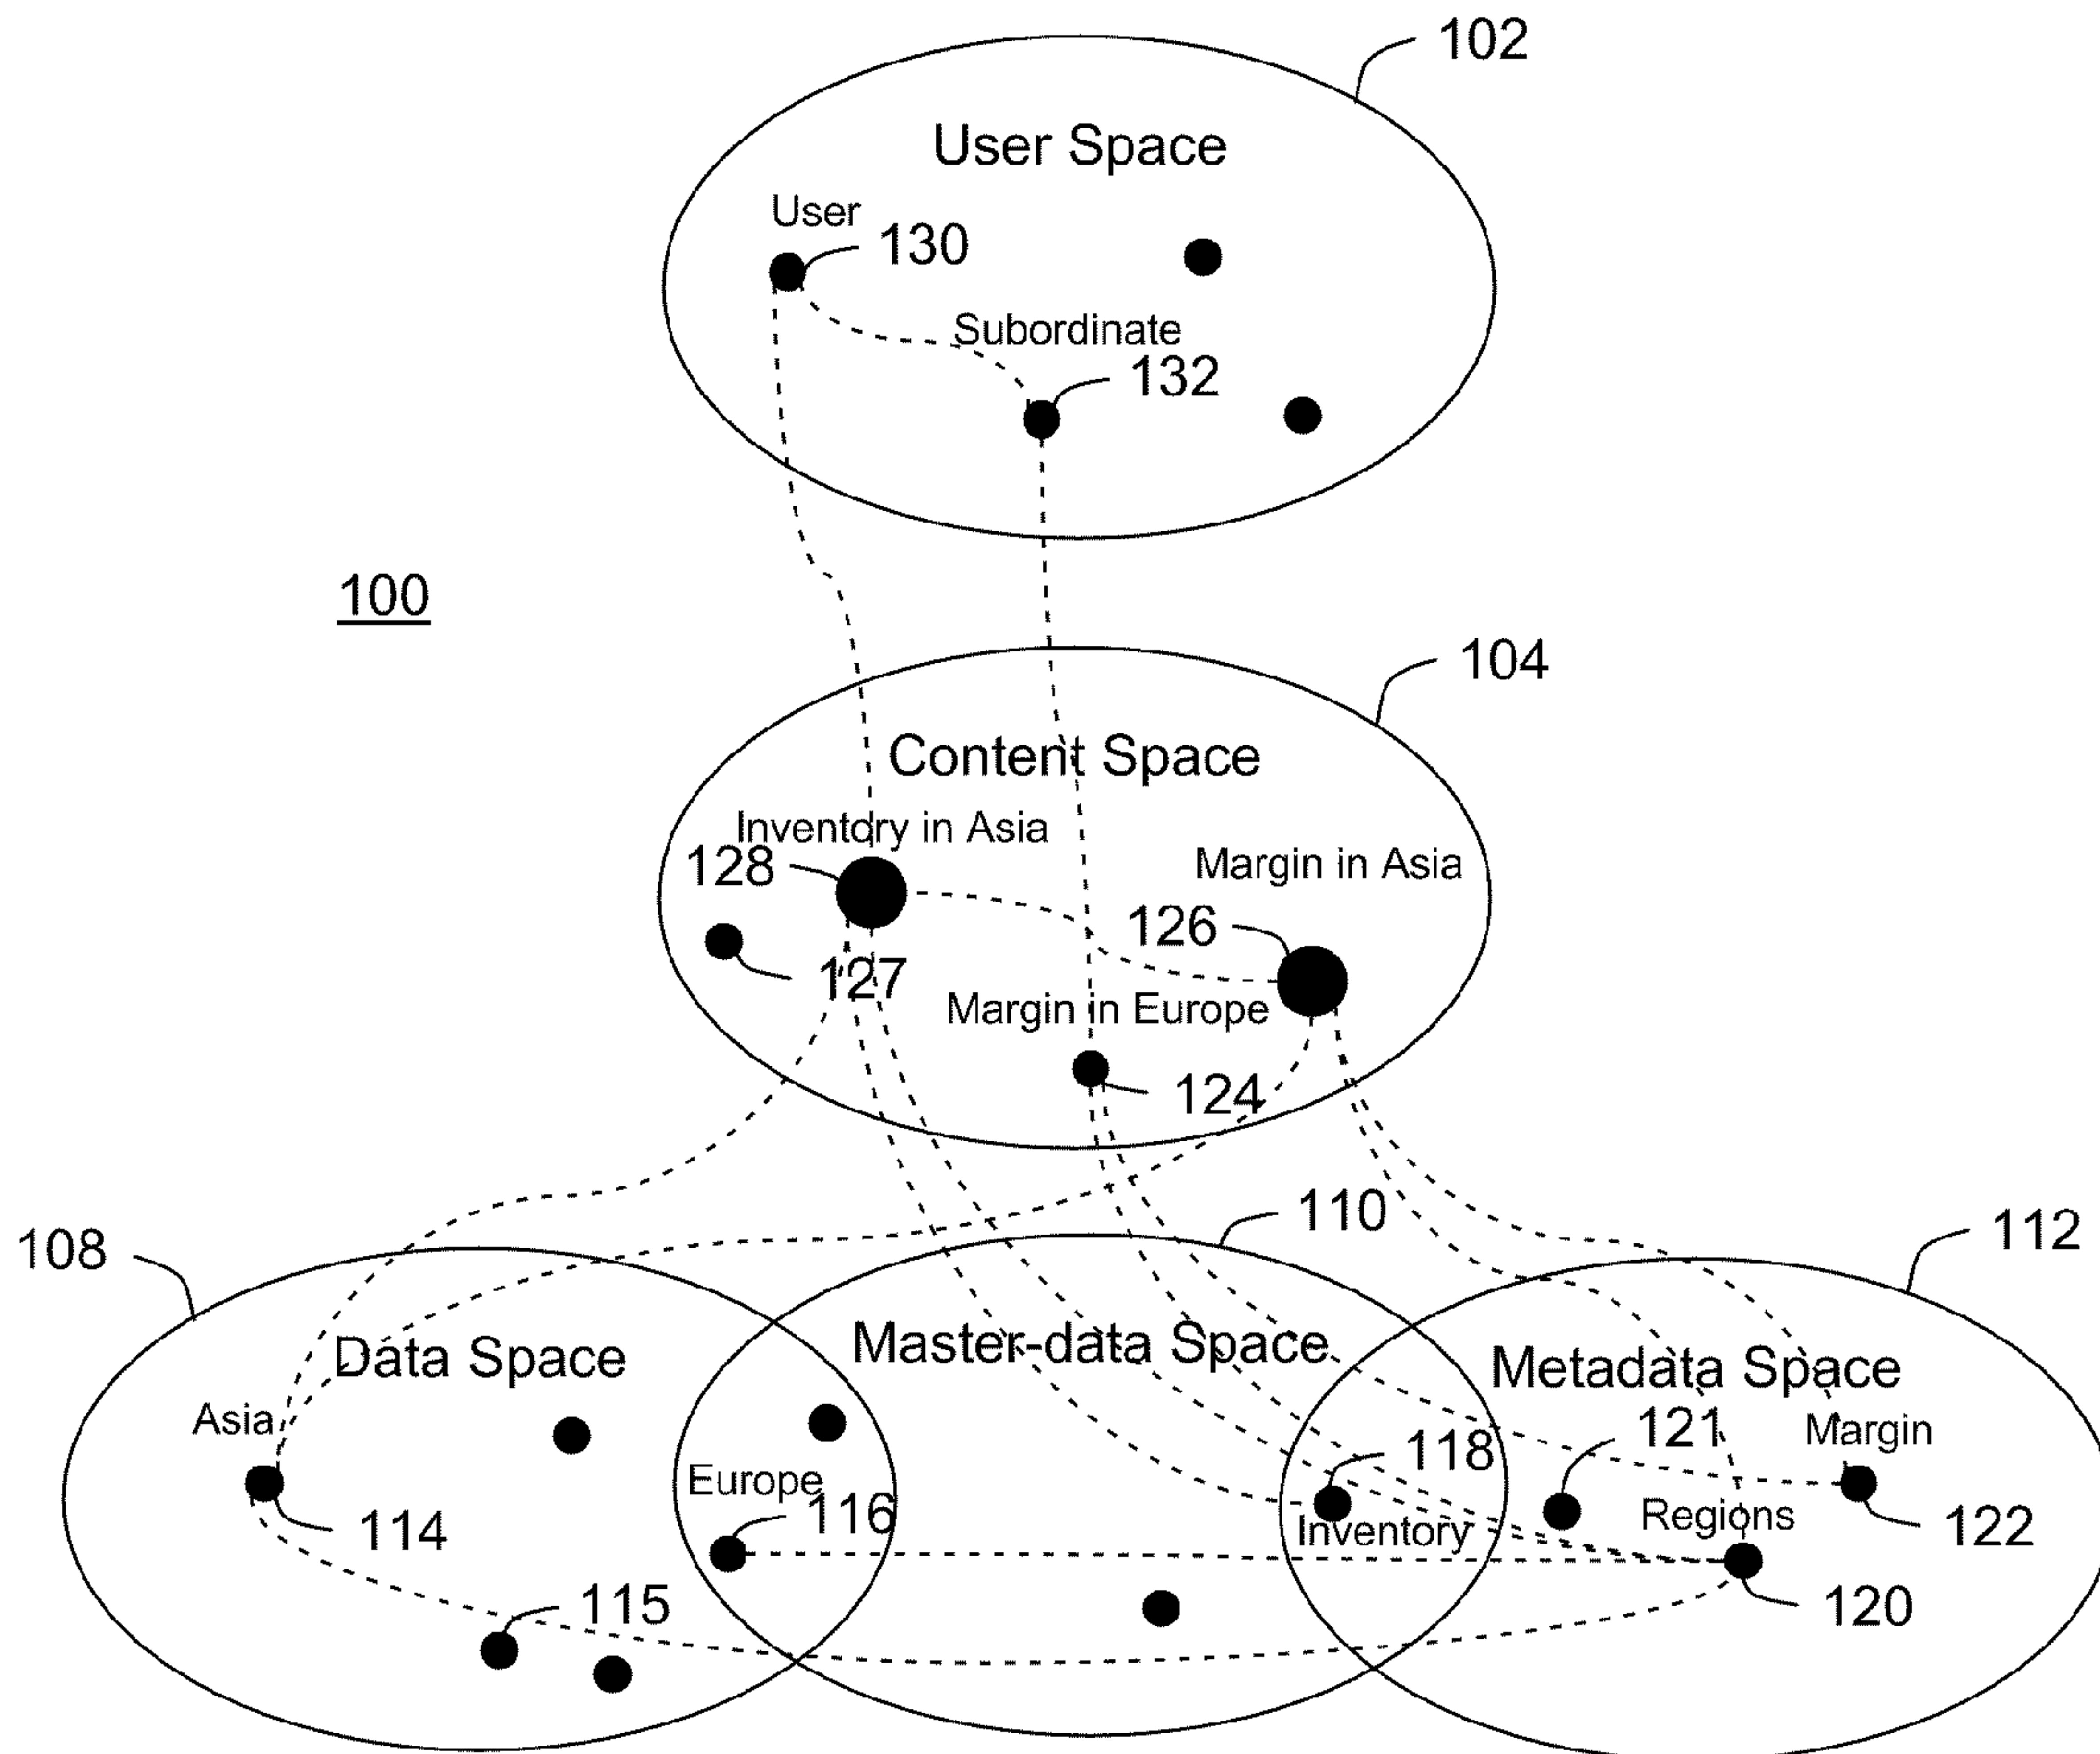 102
User Space
User
130
Subordinate
132
100
104
Content Space
Inventory in Asia
128
Margin in Asia
126
127
Margin in Europe
124
110
108
112
Data Space
Master-data Space
Metadata Space
Asia
121
Margin
118
Europe
116
Regions
114
Inventory
122
115
120